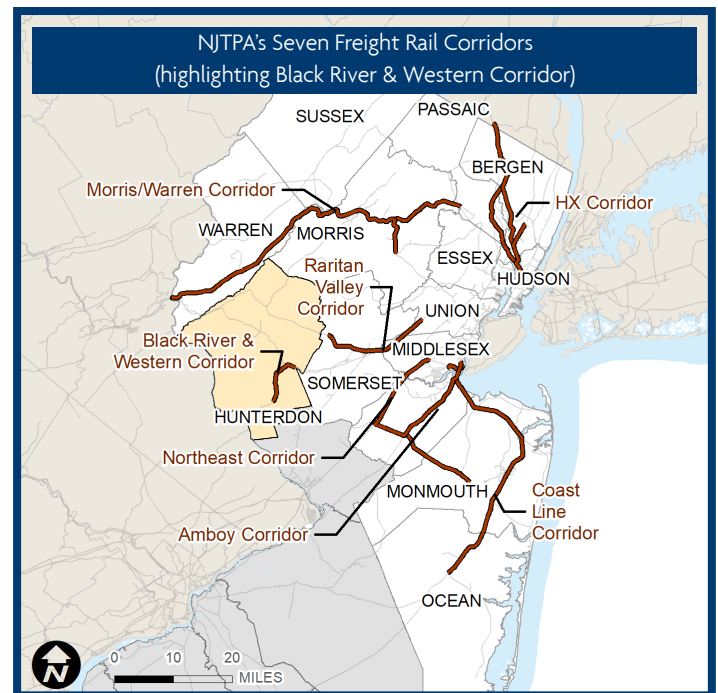 NJTPA's Seven Freight Rail Corridors
(highlighting Black River & Western Corridor)
SUSSEX
PASSAIC
BERGEN
Morris/Warren Corridor
HX Corridor
WARREN
MORRIS
ESSEX
Raritan
Valley
Corridor
HUDSON
UNION
Black River &
Western Corridor
MIDDLESEX
SOMERSET
HUNTERDON
Northeast Corridor
MONMOUTH
Coast
Line
Corridor
Amboy Corridor
OCEAN
N
0 10 20
MILES